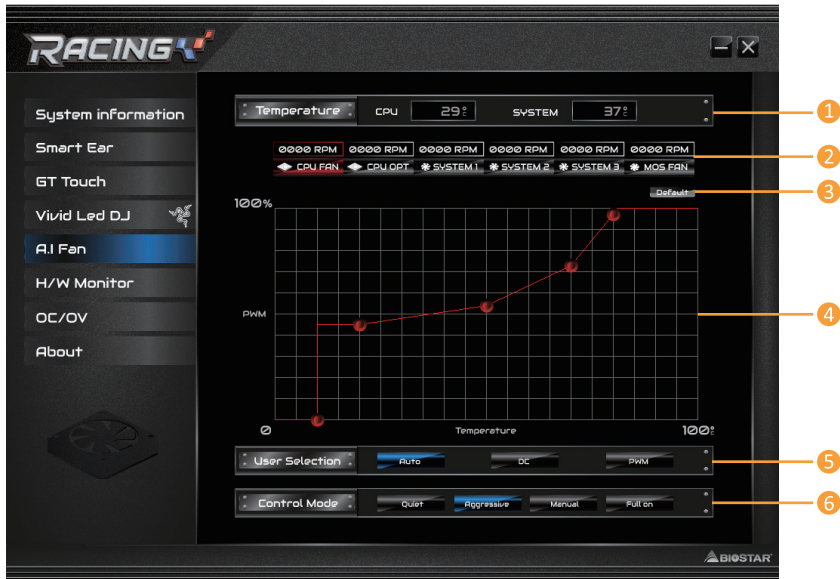 RACING
System information
Smart Ear
GT Touch
Vivid Led DJ
A.I Fan
H/W Monitor
OC/OV
About
Temperature CPU 29°C SYSTEM 37°C 1
0000 RPM 0000 RPM 0000 RPM 0000 RPM 0000 RPM 0000 RPM 2
CPU FAN CPU OPT SYSTEM 1 SYSTEM 2 SYSTEM 3 MOS FAN
Default 3
100%
PWM 4
0 Temperature 100°C
User Selection Auto DC PWM 5
Control Mode Quiet Aggressive Manual Full on 6
BIOSTAR